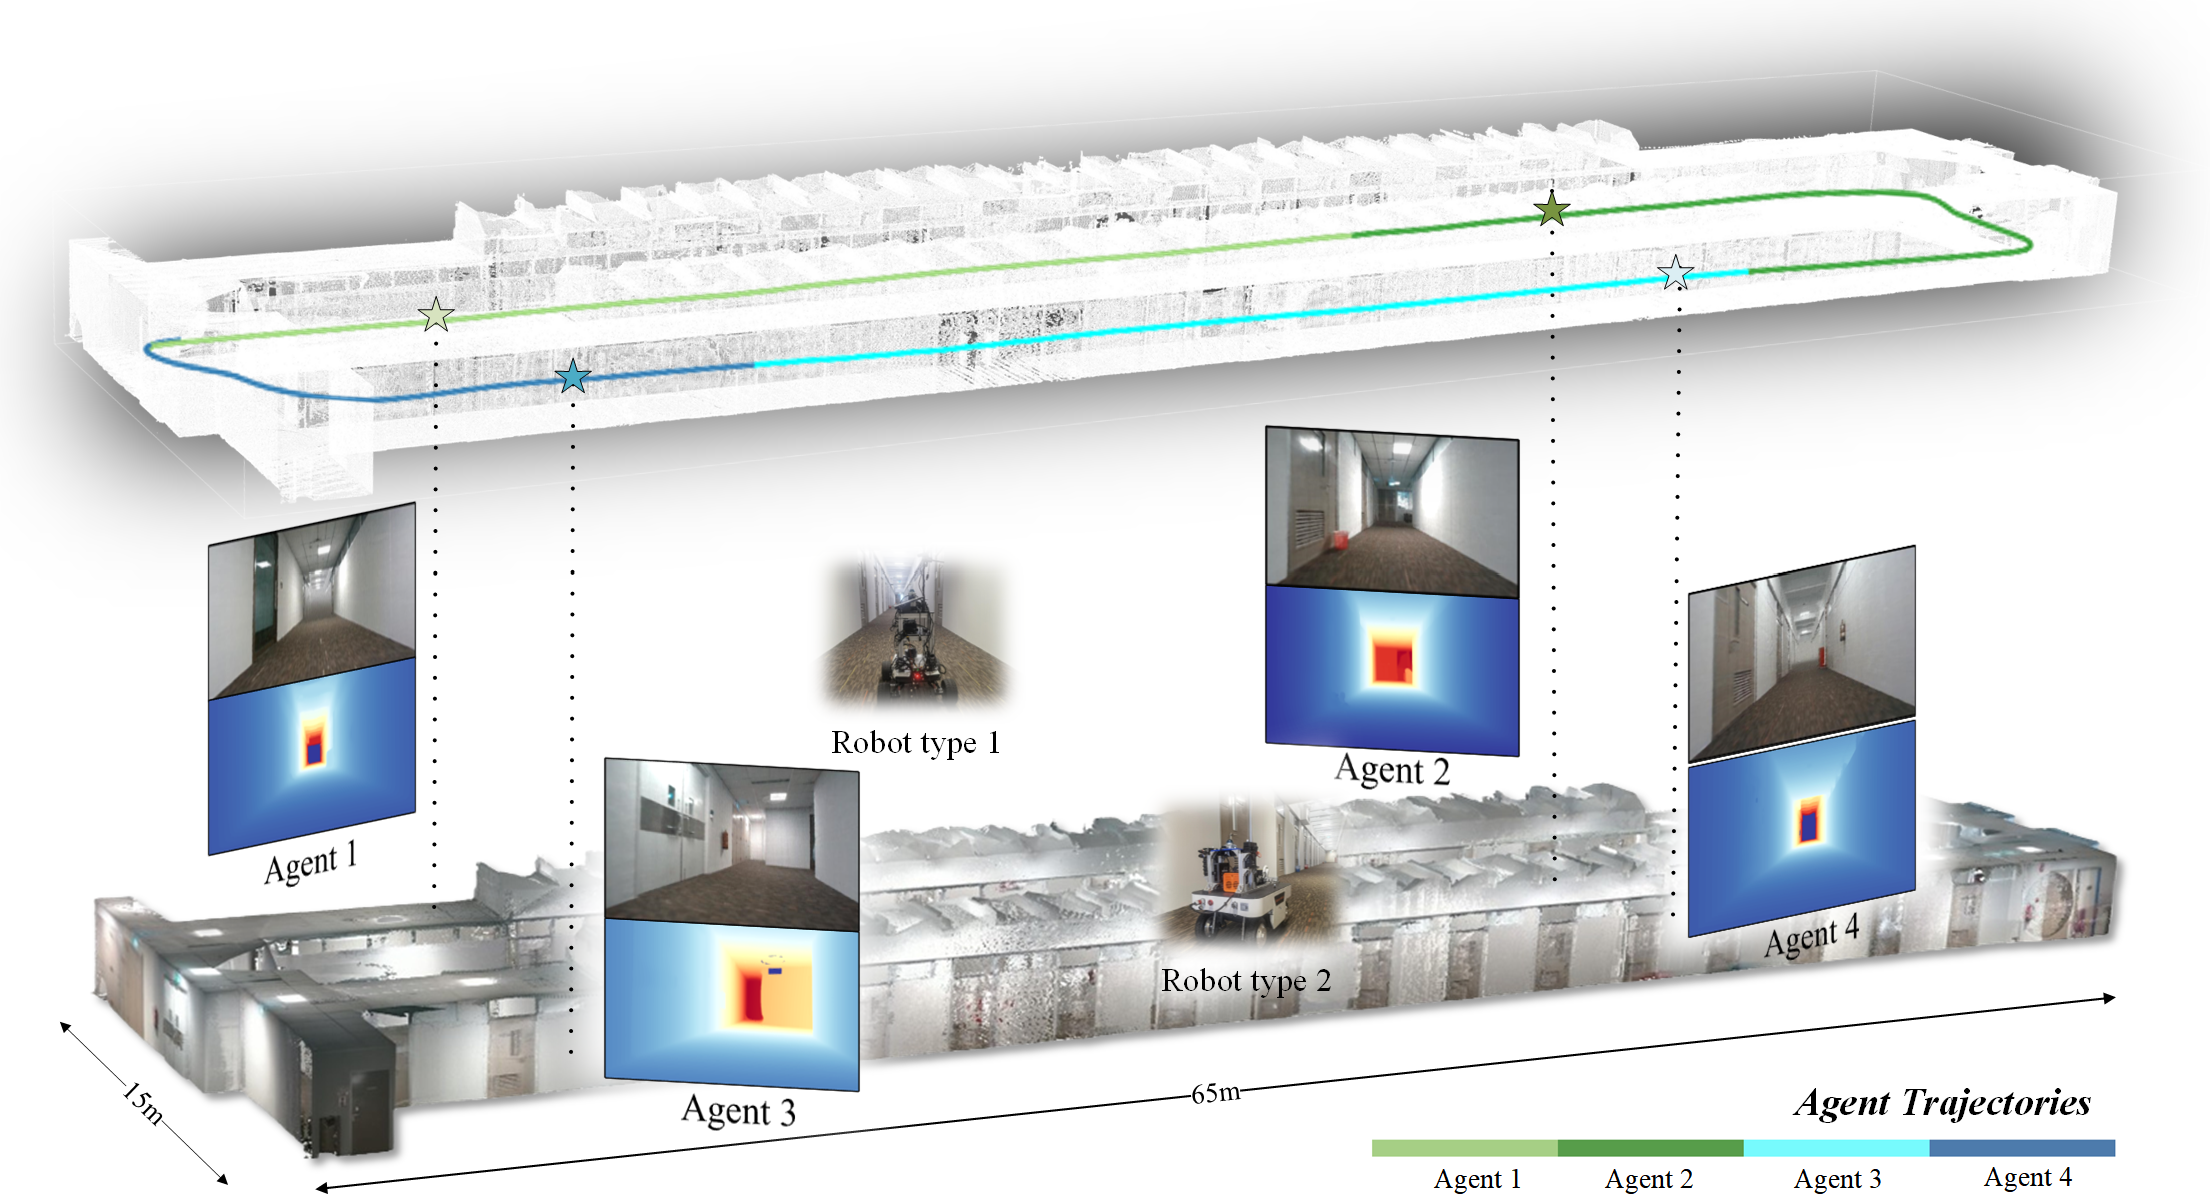 Agent 1
Robot type 1
Agent 2
Agent 3
Robot type 2
Agent 4
15m
65m
Agent Trajectories
Agent 1
Agent 2
Agent 3
Agent 4